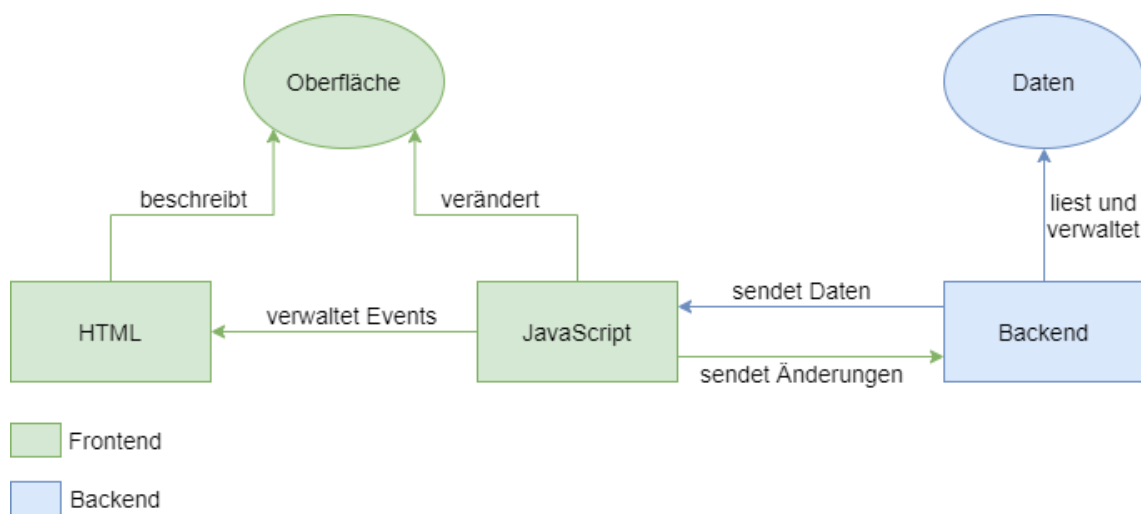 Oberfläche
Daten
beschreibt
verändert
liest und
verwaltet
sendet Daten
verwaltet Events
HTML
JavaScript
Backend
sendet Änderungen
Frontend
Backend